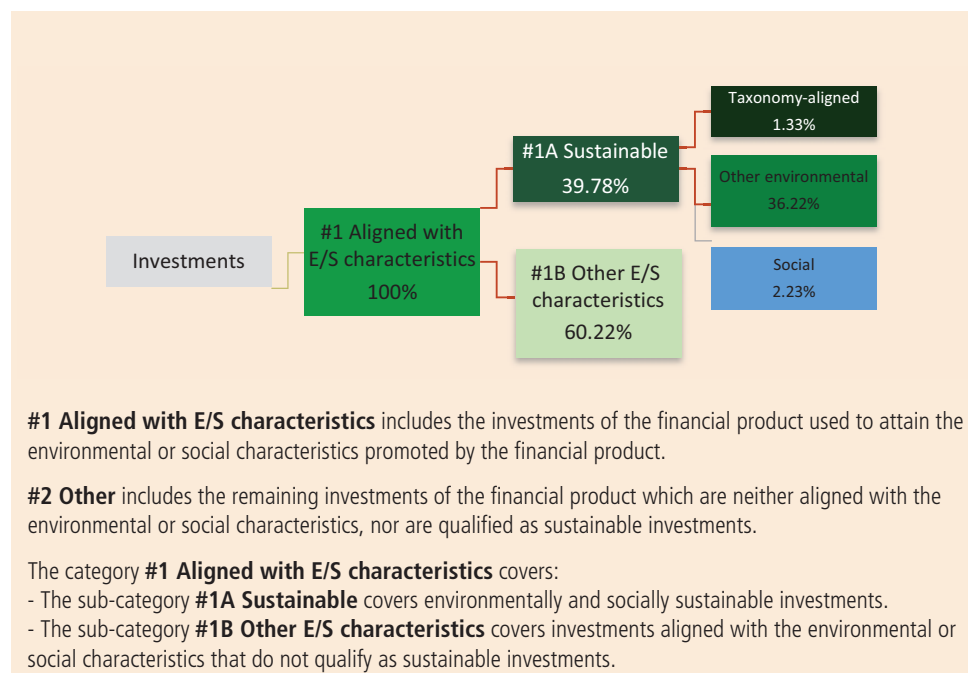 Investments
#1 Aligned with
E/S characteristics
100%
#1A Sustainable
39.78%
#1B Other E/S
characteristics
60.22%
Taxonomy-aligned
1.33%
Other environmental
36.22%
Social
2.23%
#1 Aligned with E/S characteristics includes the investments of the financial product used to attain the
environmental or social characteristics promoted by the financial product.
#2 Other includes the remaining investments of the financial product which are neither aligned with the
environmental or social characteristics, nor are qualified as sustainable investments.
The category #1 Aligned with E/S characteristics covers:
- The sub-category #1A Sustainable covers environmentally and socially sustainable investments.
- The sub-category #1B Other E/S characteristics covers investments aligned with the environmental or
social characteristics that do not qualify as sustainable investments.